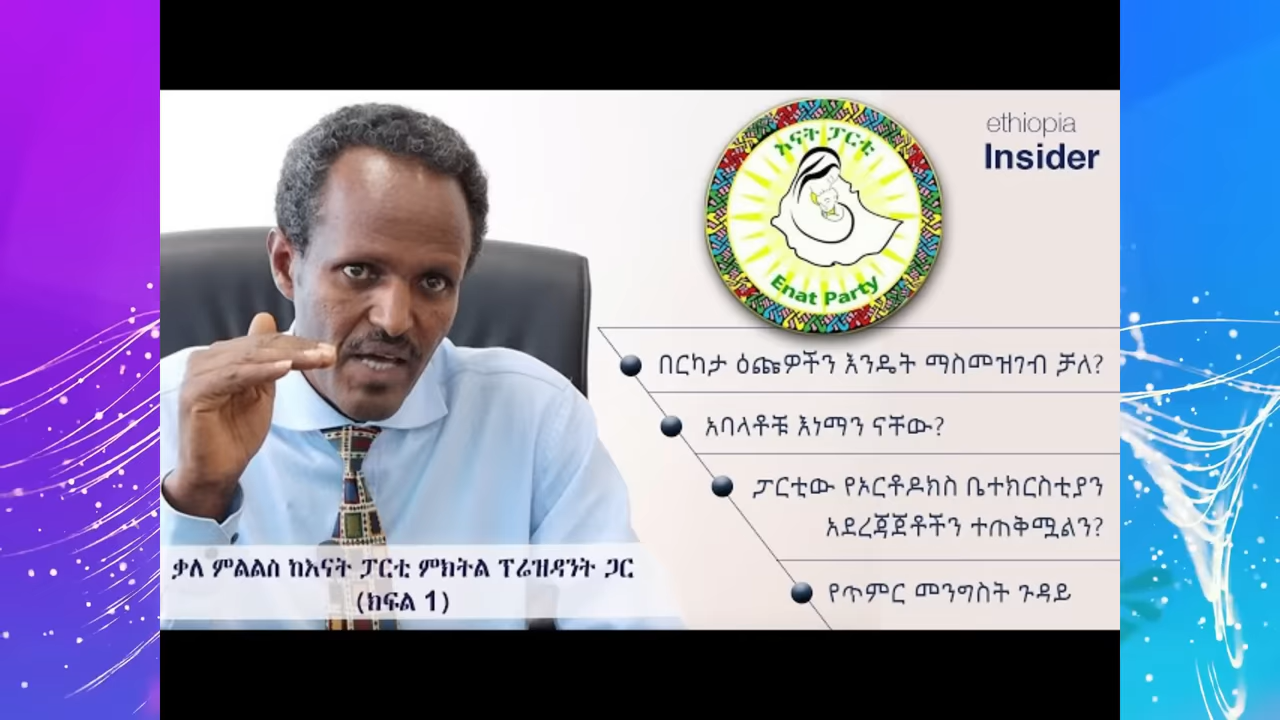 እናት ፓርቲ
Enat Party
ethiopia
Insider
በርካታ ዕጩዎችን እንዴት ማስመዝገብ ቻለ?
አባላቶቹ እነማን ናቸው?
ፓርቲው የኦርቶዶክስ ቤተክርስቲያን
አደረጃጀቶችን ተጠቅሟልን?
የጥምር መንግስት ጉዳይ
ቃለ ምልልስ ከእናት ፓርቲ ምክትል ፕሬዝዳንት ጋር
(ክፍል 1)